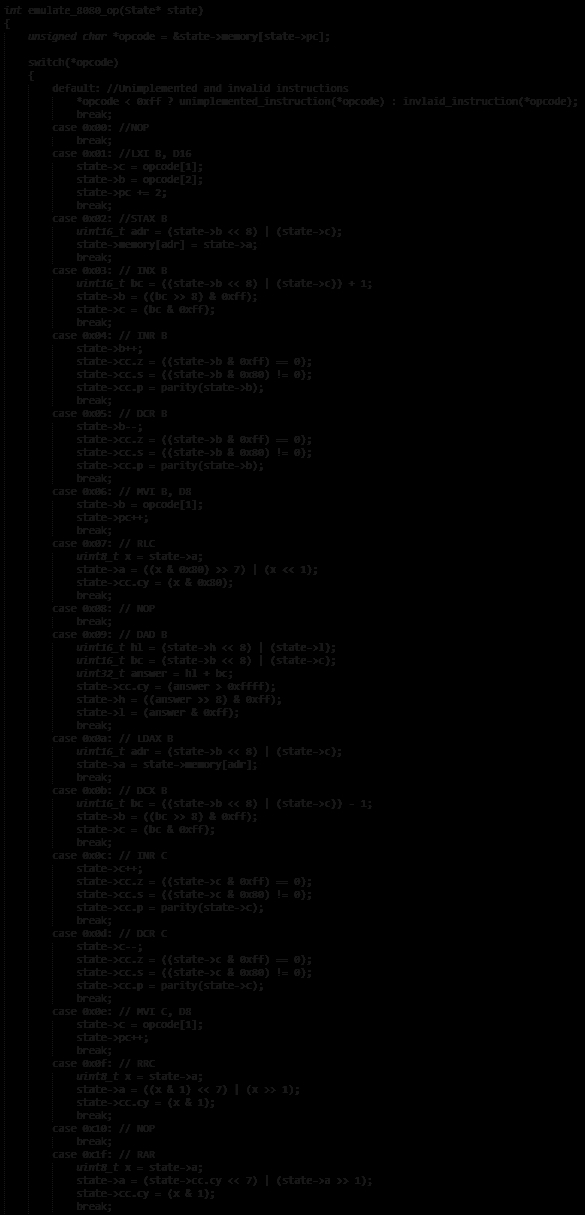 int emulate_8080_op(State* state)
{
    unsigned char *opcode = &state->memory[state->pc];

    switch(*opcode)
    {
        default: //Unimplemented and invalid instructions
            *opcode < 0xff ? unimplemented_instruction(*opcode) : invlaid_instruction(*opcode);
            break;
        case 0x00: //NOP
            break;
        case 0x01: //LXI B, D16
            state->c = opcode[1];
            state->b = opcode[2];
            state->pc += 2;
            break;
        case 0x02: //STAX B
            uint16_t adr = (state->b << 8) | (state->c);
            state->memory[adr] = state->a;
            break;
        case 0x03: // INX B
            uint16_t bc = ((state->b << 8) | (state->c)) + 1;
            state->b = ((bc >> 8) & 0xff);
            state->c = (bc & 0xff);
            break;
        case 0x04: // INR B
            state->b++;
            state->cc.z = ((state->b & 0xff) == 0);
            state->cc.s = ((state->b & 0x80) != 0);
            state->cc.p = parity(state->b);
            break;
        case 0x05: // DCR B
            state->b--;
            state->cc.z = ((state->b & 0xff) == 0);
            state->cc.s = ((state->b & 0x80) != 0);
            state->cc.p = parity(state->b);
            break;
        case 0x06: // MVI B, D8
            state->b = opcode[1];
            state->pc++;
            break;
        case 0x07: // RLC
            uint8_t x = state->a;
            state->a = ((x & 0x80) >> 7) | (x << 1);
            state->cc.cy = (x & 0x80);
            break;
        case 0x08: // NOP
            break;
        case 0x09: // DAD B
            uint16_t hl = (state->h << 8) | (state->l);
            uint16_t bc = (state->b << 8) | (state->c);
            uint32_t answer = hl + bc;
            state->cc.cy = (answer > 0xffff);
            state->h = ((answer >> 8) & 0xff);
            state->l = (answer & 0xff);
            break;
        case 0x0a: // LDAX B
            uint16_t adr = (state->b << 8) | (state->c);
            state->a = state->memory[adr];
            break;
        case 0x0b: // DCX B
            uint16_t bc = ((state->b << 8) | (state->c)) - 1;
            state->b = ((bc >> 8) & 0xff);
            state->c = (bc & 0xff);
            break;
        case 0x0c: // INR C
            state->c++;
            state->cc.z = ((state->c & 0xff) == 0);
            state->cc.s = ((state->c & 0x80) != 0);
            state->cc.p = parity(state->c);
            break;
        case 0x0d: // DCR C
            state->c--;
            state->cc.z = ((state->c & 0xff) == 0);
            state->cc.s = ((state->c & 0x80) != 0);
            state->cc.p = parity(state->c);
            break;
        case 0x0e: // MVI C, D8
            state->c = opcode[1];
            state->pc++;
            break;
        case 0x0f: // RRC
            uint8_t x = state->a;
            state->a = ((x & 1) << 7) | (x >> 1);
            state->cc.cy = (x & 1);
            break;
        case 0x10: // NOP
            break;
        case 0x1f: // RAR
            uint8_t x = state->a;
            state->a = (state->cc.cy << 7) | (state->a >> 1);
            state->cc.cy = (x & 1);
            break;